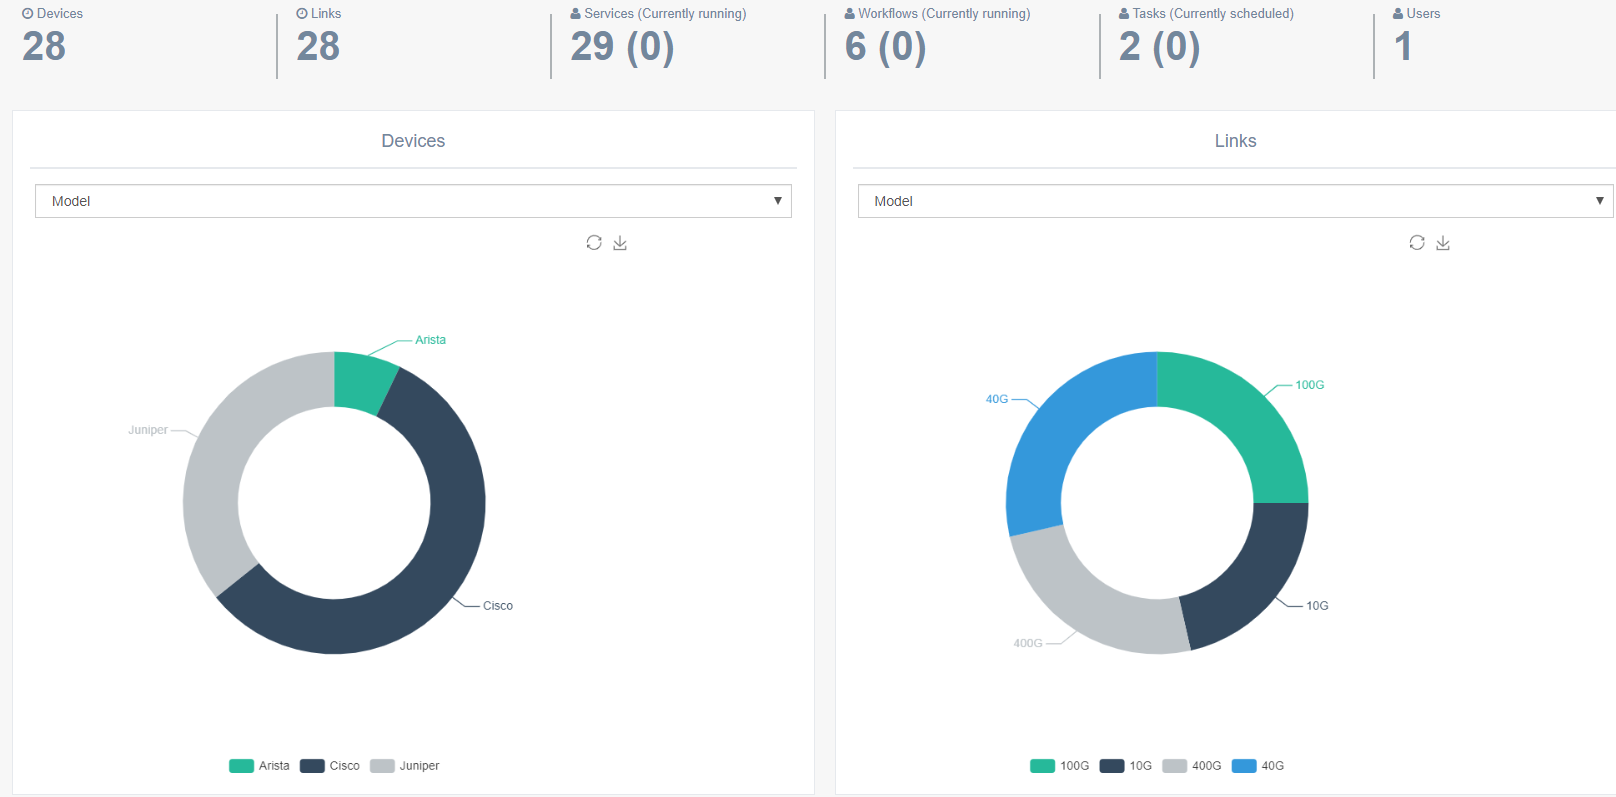 Devices
28
Links
28
Services (Currently running)
29 (0)
Workflows (Currently running)
6 (0)
Tasks (Currently scheduled)
2 (0)
Users
1
Devices
Model
Arista
Juniper
Cisco
Arista Cisco Juniper
Links
Model
100G
40G
10G
400G
100G 10G 400G 40G